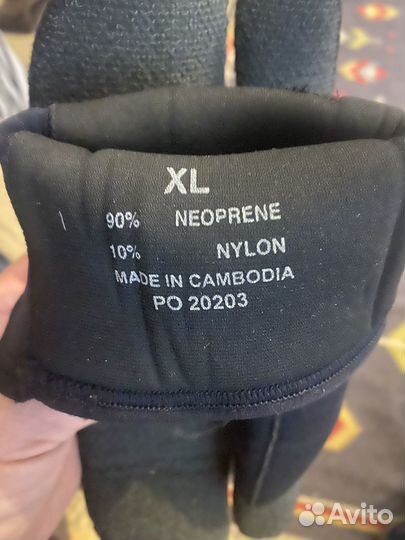 XL
90% NEOPRENE
10% NYLON
MADE IN CAMBODIA
PO 20203
Avito